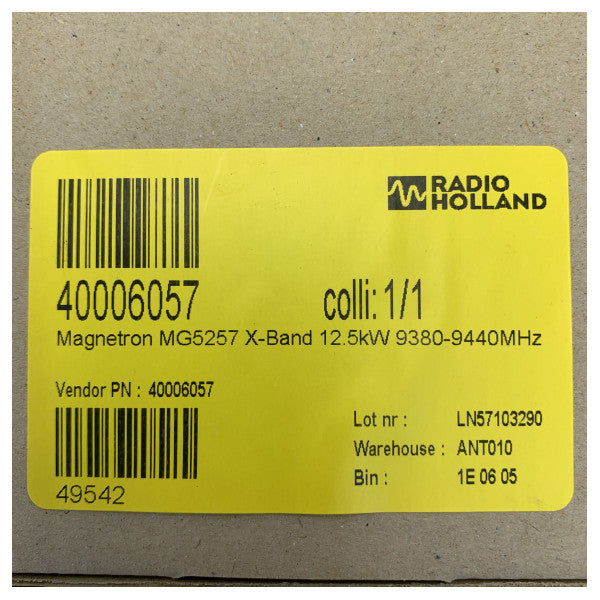 RADIO
HOLLAND
40006057 colli: 1/1
Magnetron MG5257 X-Band 12.5kW 9380-9440MHz
Vendor PN : 40006057
Lot nr : LN57103290
Warehouse : ANT010
Bin : 1E 06 05
49542